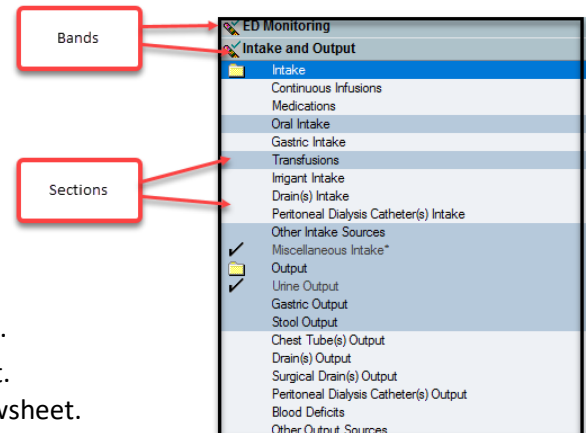 Bands
Sections
ED Monitoring
Intake and Output
Intake
Continuous Infusions
Medications
Oral Intake
Gastric Intake
Transfusions
Irrigant Intake
Drain(s) Intake
Peritoneal Dialysis Catheter(s) Intake
Other Intake Sources
Miscellaneous Intake*
Output
Urine Output
Gastric Output
Stool Output
Chest Tube(s) Output
Drain(s) Output
Surgical Drain(s) Output
Peritoneal Dialysis Catheter(s) Output
Blood Deficits
Other Output Sources
.
t.
wsheet.